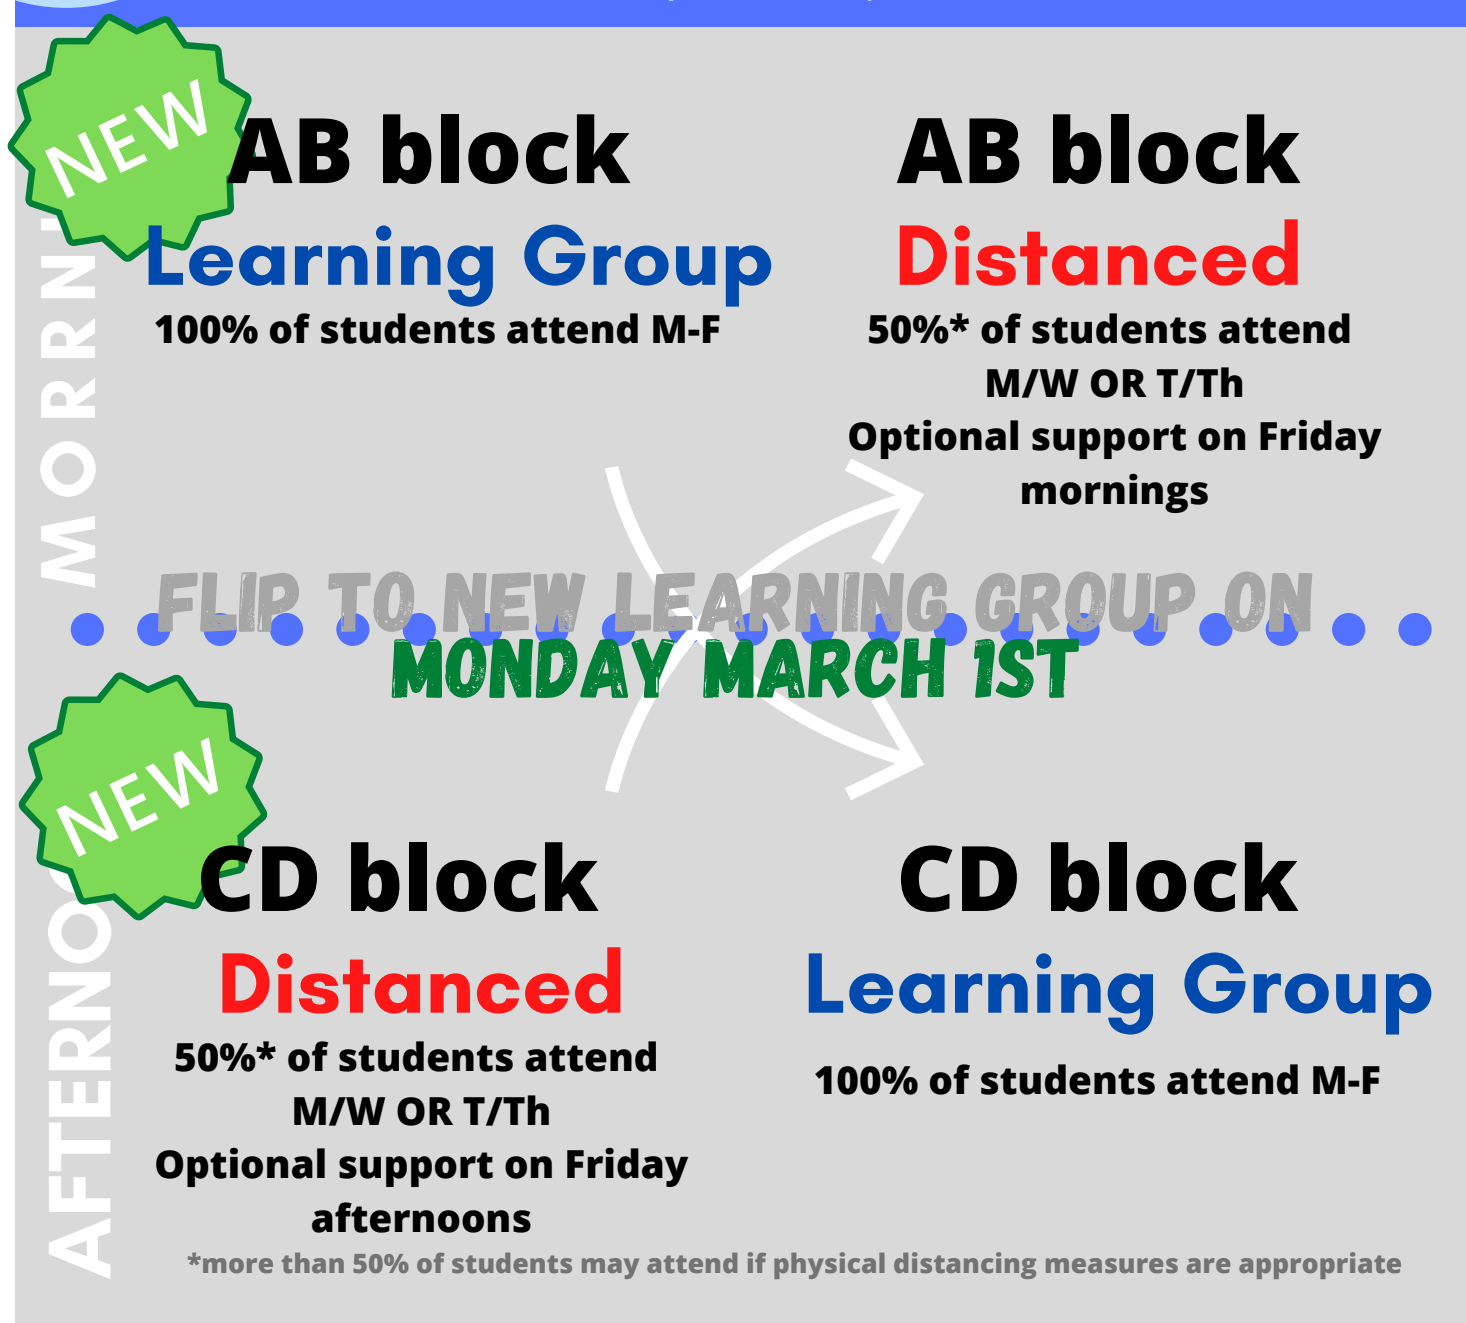 NEW
AB block
Learning Group
100% of students attend M-F
AB block
Distanced
50%* of students attend
M/W OR T/Th
Optional support on Friday
mornings
MORRN
FLIP TO NEW LEARNING GROUP ON
MONDAY MARCH 1ST
NEW
CD block
Distanced
50%* of students attend
M/W OR T/Th
Optional support on Friday
afternoons
CD block
Learning Group
100% of students attend M-F
AFTERNO
*more than 50% of students may attend if physical distancing measures are appropriate